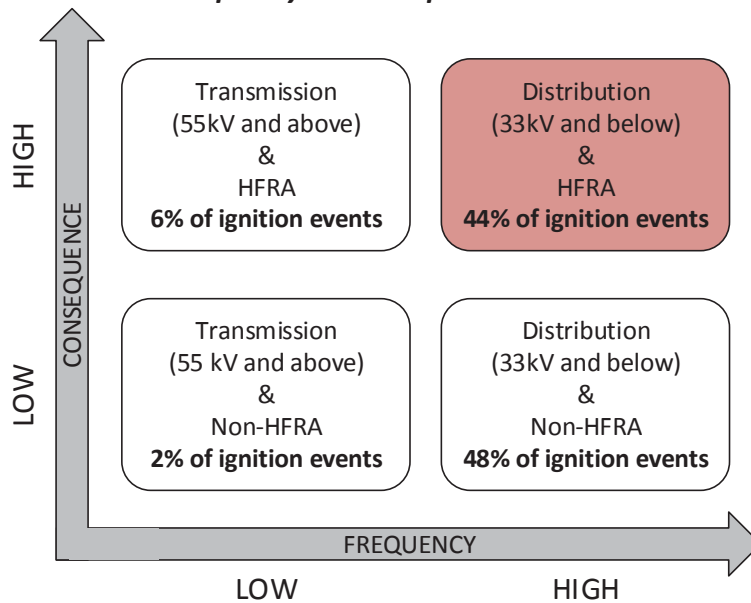 HIGH
Transmission
(55kV and above)
&
HFRA
6% of ignition events
Distribution
(33kV and below)
&
HFRA
44% of ignition events
CONSEQUENCE
LOW
Transmission
(55 kV and above)
&
Non-HFRA
2% of ignition events
Distribution
(33kV and below)
&
Non-HFRA
48% of ignition events
FREQUENCY
LOW
HIGH